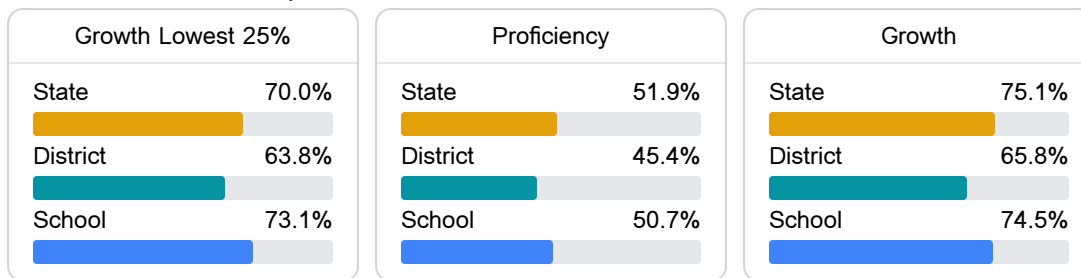 Growth Lowest 25%
State 70.0%
District 63.8%
School 73.1%
Proficiency
State 51.9%
District 45.4%
School 50.7%
Growth
State 75.1%
District 65.8%
School 74.5%